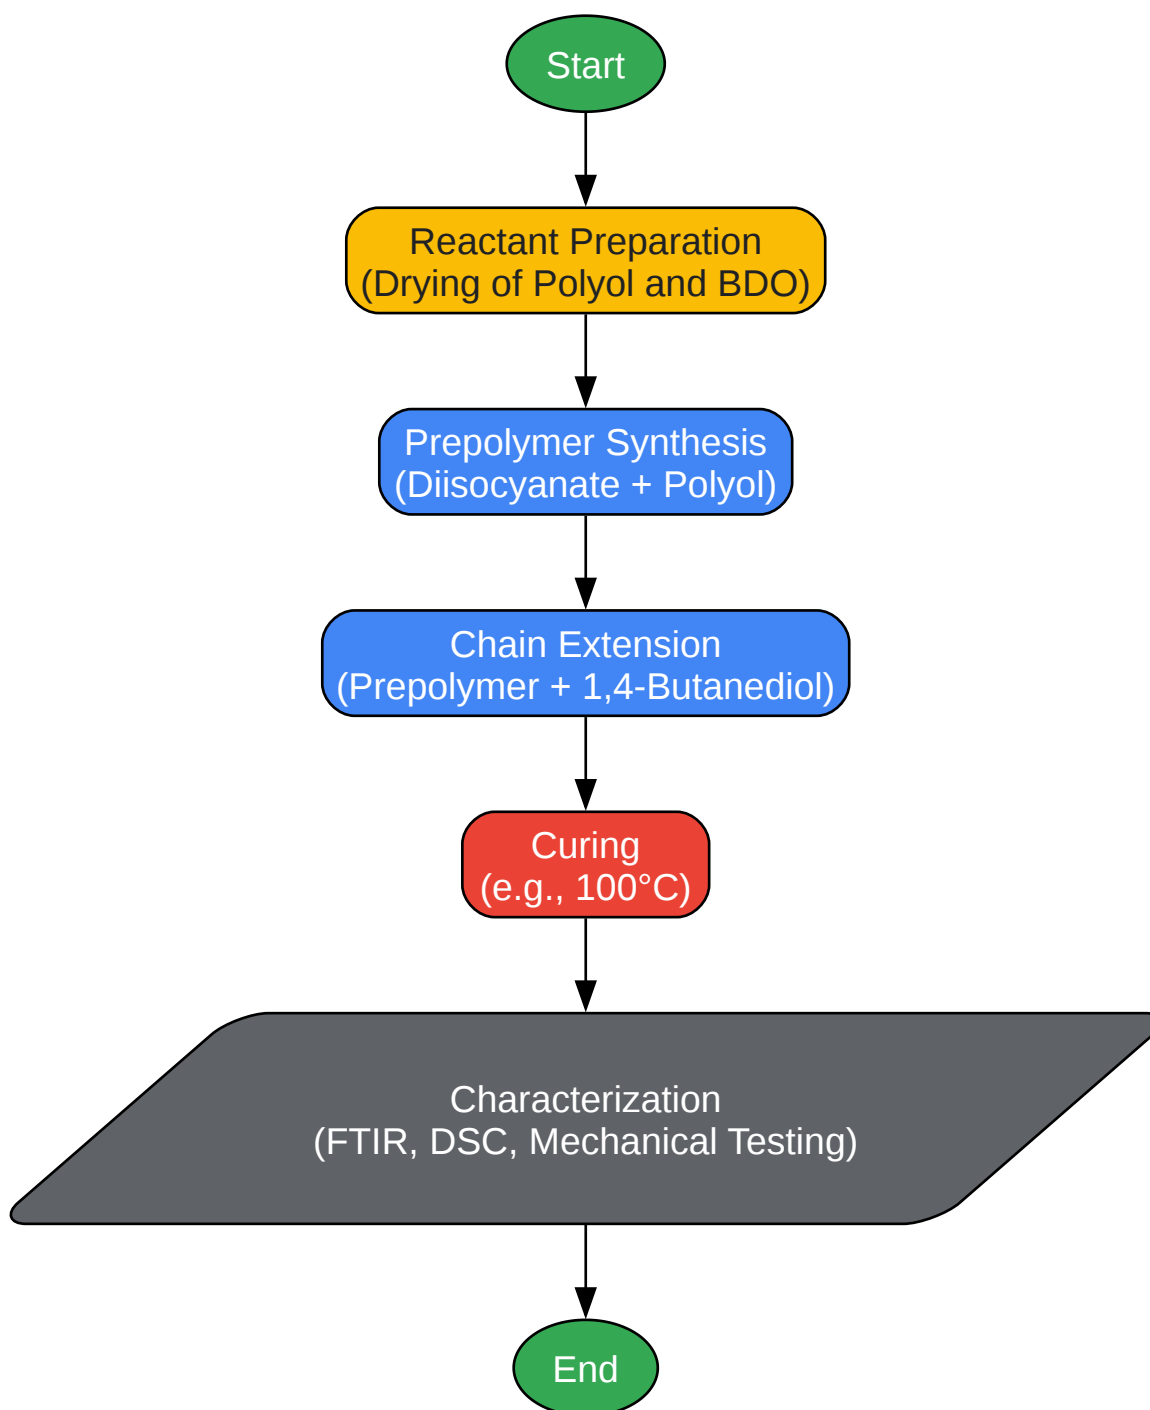 Start
Reactant Preparation
(Drying of Polyol and BDO)
Prepolymer Synthesis
(Diisocyanate + Polyol)
Chain Extension
(Prepolymer + 1,4-Butanediol)
Curing
(e.g., 100°C)
Characterization
(FTIR, DSC, Mechanical Testing)
End